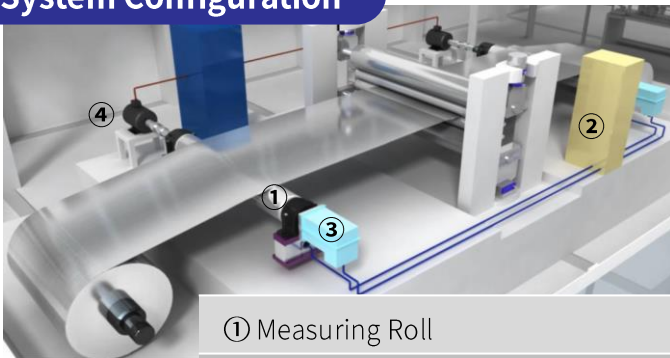 System Configuration
④
②
①
③
① Measuring Roll